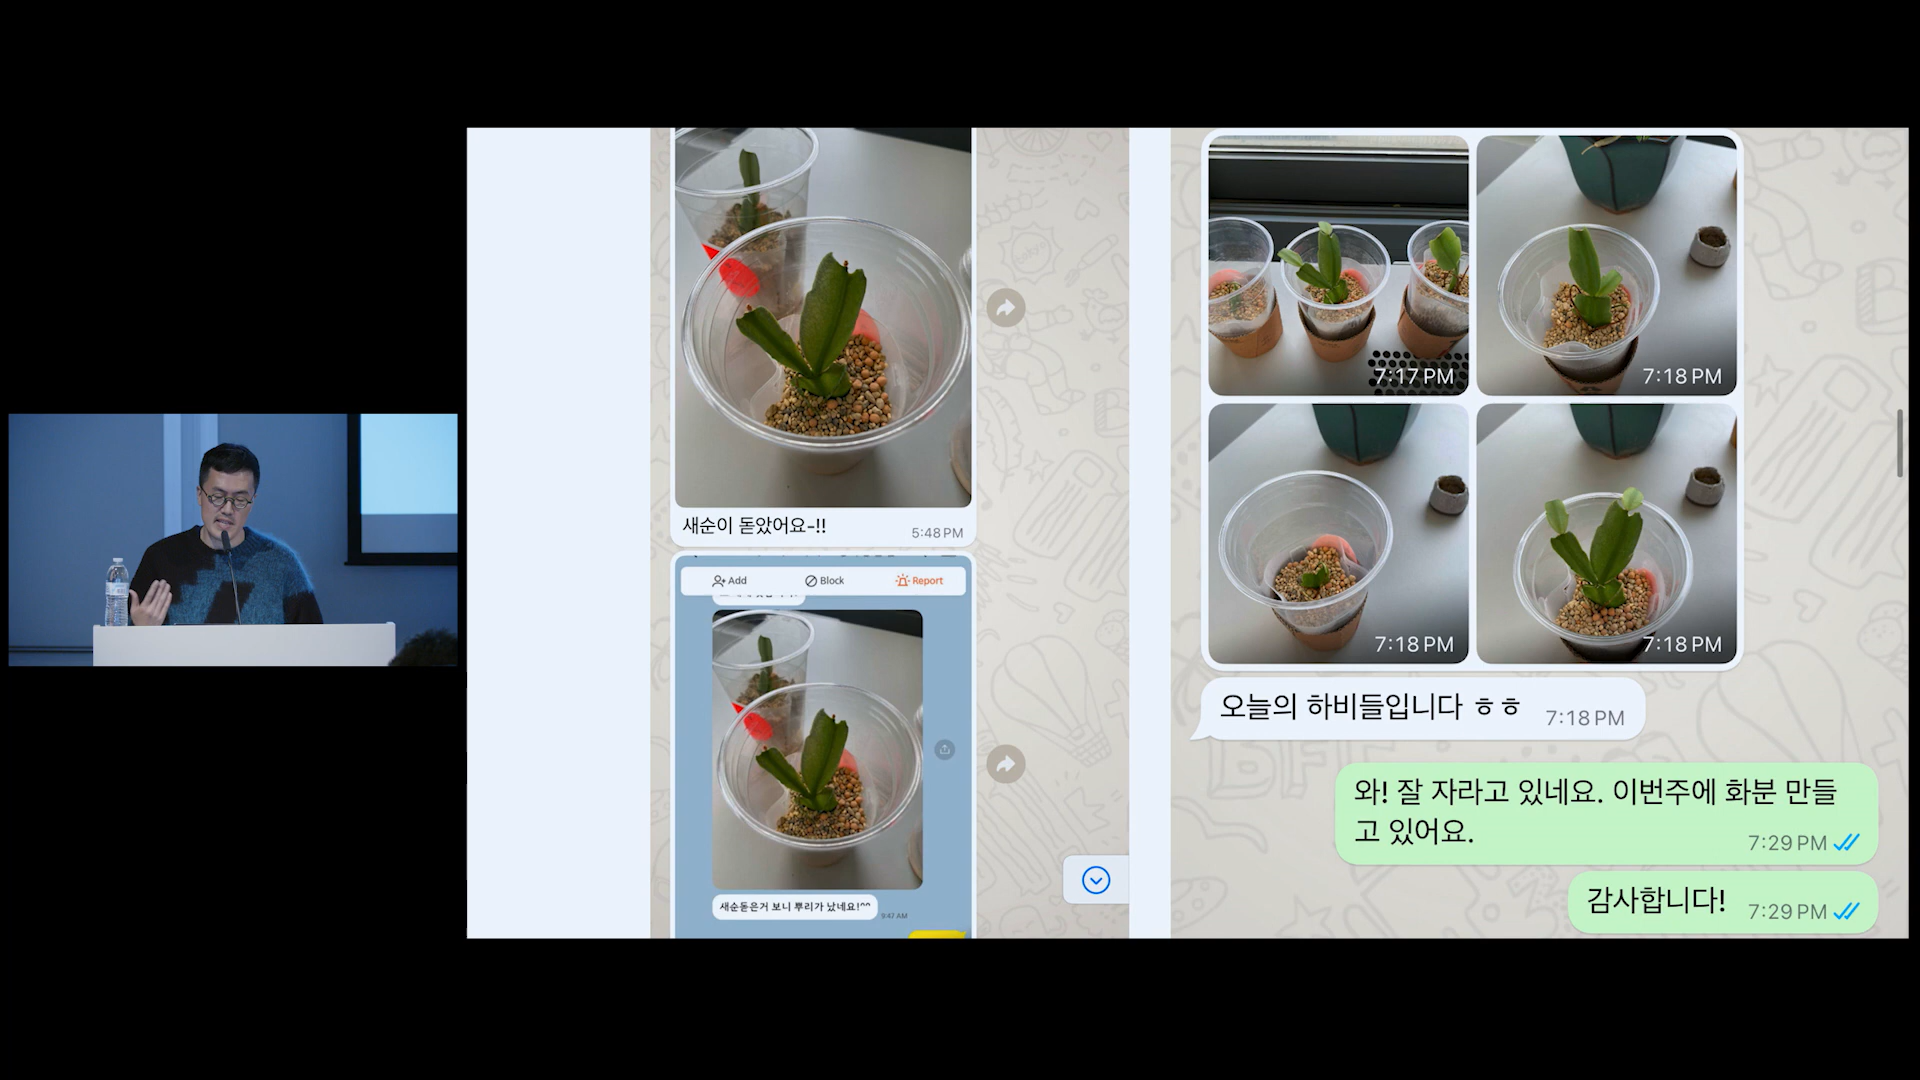 새순이 돋았어요-!!
5:48 PM
Add
Block
Report
새순돋은거 보니 뿌리가 났네요!^^
9:47 AM
7:17 PM
7:18 PM
7:18 PM
7:18 PM
오늘의 하비들입니다 ㅎㅎ
7:18 PM
와! 잘 자라고 있네요. 이번주에 화분 만들
고 있어요.
7:29 PM
감사합니다!
7:29 PM